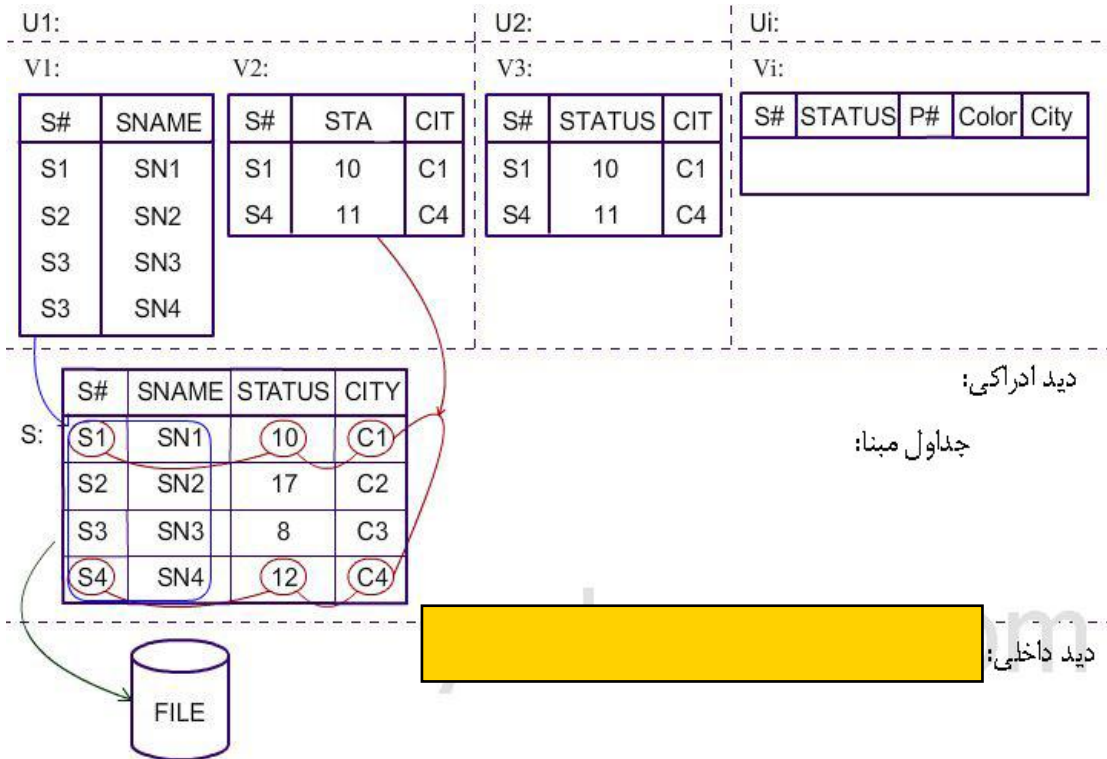 U1: U2: Ui:
V1: V2: V3: Vi:
S# SNAME
S1 SN1
S2 SN2
S3 SN3
S3 SN4
S# STA CIT
S1 10 C1
S4 11 C4
S# STATUS CIT
S1 10 C1
S4 11 C4
S# STATUS P# Color City
دید ادراکی:
جداول مبنا:
S:
S# SNAME STATUS CITY
S1 SN1 10 C1
S2 SN2 17 C2
S3 SN3 8 C3
S4 SN4 12 C4
دید داخلی:
FILE